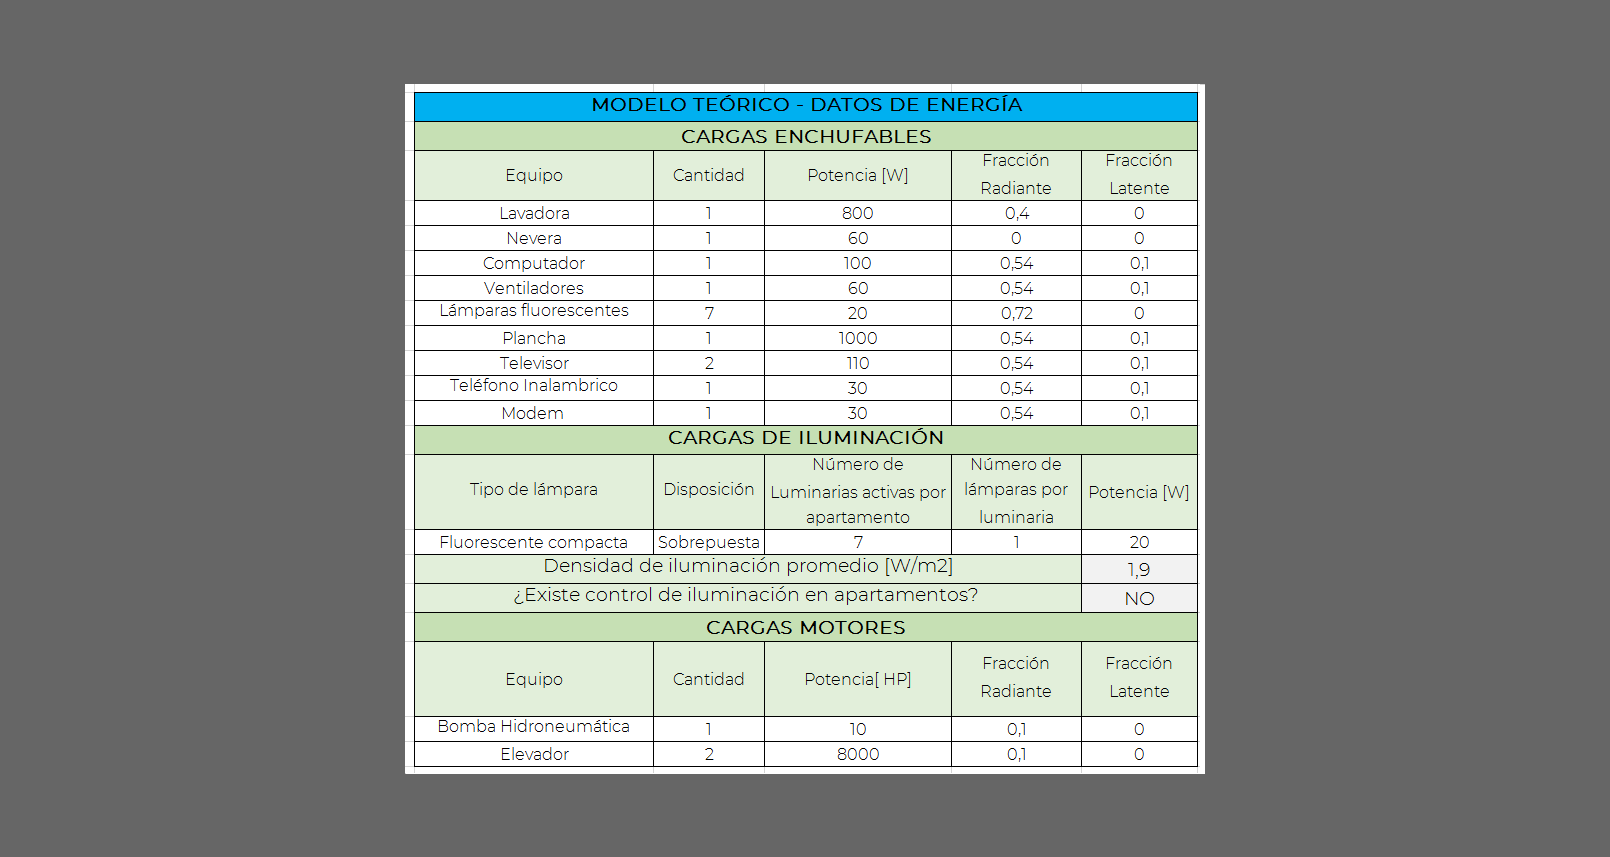 MODELO TEÓRICO - DATOS DE ENERGÍA
CARGAS ENCHUFABLES
Equipo Cantidad Potencia [W] Fracción Radiante Fracción Latente
Lavadora 1 800 0,4 0
Nevera 1 60 0 0
Computador 1 100 0,54 0,1
Ventiladores 1 60 0,54 0,1
Lámparas fluorescentes 7 20 0,72 0
Plancha 1 1000 0,54 0,1
Televisor 2 110 0,54 0,1
Teléfono Inalambrico 1 30 0,54 0,1
Modem 1 30 0,54 0,1
CARGAS DE ILUMINACIÓN
Tipo de lámpara Disposición Número de Luminarias activas por apartamento Número de lámparas por luminaria Potencia [W]
Fluorescente compacta Sobrepuesta 7 1 20
Densidad de iluminación promedio [W/m2] 1,9
¿Existe control de iluminación en apartamentos? NO
CARGAS MOTORES
Equipo Cantidad Potencia[ HP] Fracción Radiante Fracción Latente
Bomba Hidroneumática 1 10 0,1 0
Elevador 2 8000 0,1 0